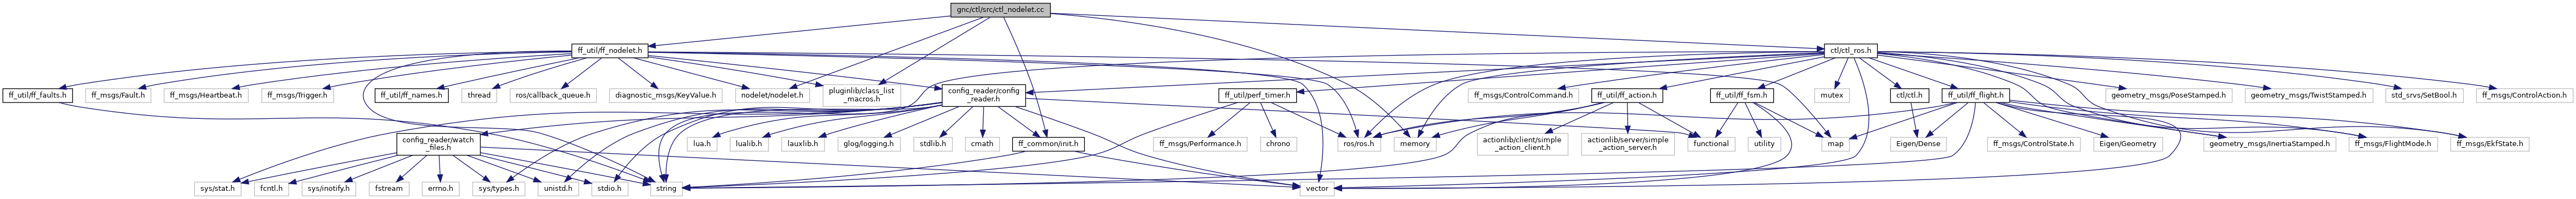 gnc/ctl/src/ctl_nodelet.cc
ff_util/ff_nodelet.h
ctl/ctl_ros.h
ff_util/ff_faults.h
ff_msgs/Fault.h
ff_msgs/Heartbeat.h
ff_msgs/Trigger.h
ff_util/ff_names.h
thread
ros/callback_queue.h
diagnostic_msgs/KeyValue.h
nodelet/nodelet.h
pluginlib/class_list
_macros.h
config_reader/config
_reader.h
ff_util/perf_timer.h
ff_msgs/ControlCommand.h
ff_util/ff_action.h
ff_util/ff_fsm.h
mutex
ctl/ctl.h
ff_util/ff_flight.h
geometry_msgs/PoseStamped.h
geometry_msgs/TwistStamped.h
std_srvs/SetBool.h
ff_msgs/ControlAction.h
config_reader/watch
_files.h
lua.h
lualib.h
lauxlib.h
glog/logging.h
stdlib.h
cmath
ff_common/init.h
ff_msgs/Performance.h
chrono
ros/ros.h
memory
actionlib/client/simple
_action_client.h
actionlib/server/simple
_action_server.h
functional
utility
map
Eigen/Dense
ff_msgs/ControlState.h
Eigen/Geometry
geometry_msgs/InertiaStamped.h
ff_msgs/FlightMode.h
ff_msgs/EkfState.h
sys/stat.h
fcntl.h
sys/inotify.h
fstream
errno.h
sys/types.h
unistd.h
stdio.h
string
vector